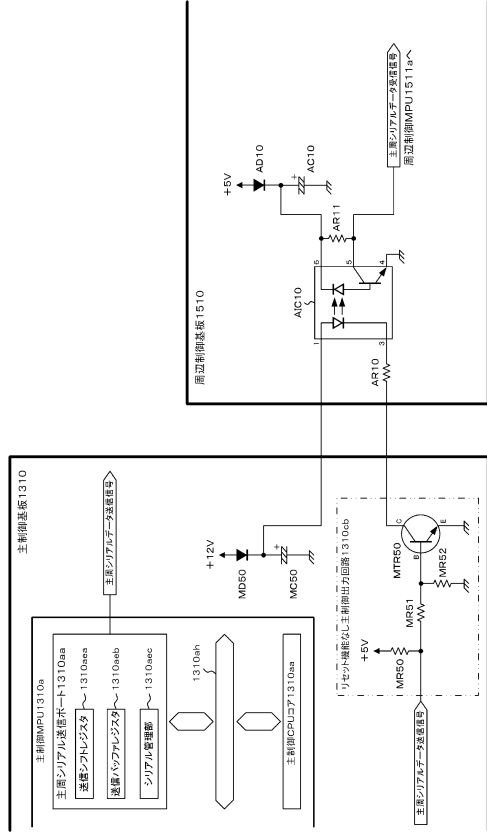 主制御基板1310
主制御MPU1310a
主周シリアル送信ポート1310aa
送信シフトレジスタ
1310aea
送信バッファレジスタ
1310aeb
シリアル管理部
1310aec
1310ah
主制御CPUコア1310aa
主周シリアルデータ送信信号
+12V
MD50
MC50
+
リセット機能なし主制御出力回路1310cb
主周シリアルデータ送信信号
+5V
MR50
MR51
MR52
MTR50
B
C
E
周辺制御基板1510
AR10
AIC10
1
3
6
5
4
AR11
+5V
AD10
AC10
+
主周シリアルデータ受信信号
周辺制御MPU1511aへ